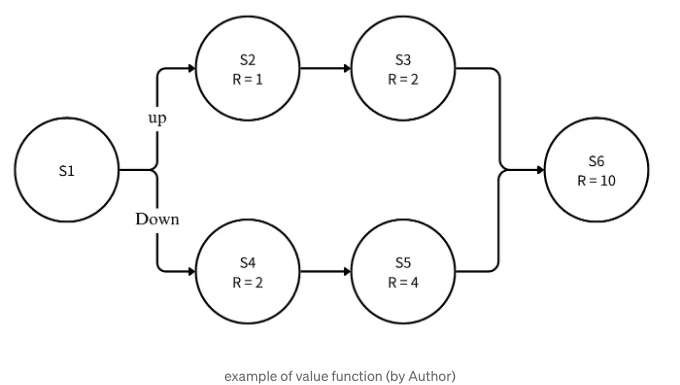 S2
R = 1
S3
R = 2
up
S1
S6
R = 10
Down
S4
R = 2
S5
R = 4
example of value function (by Author)